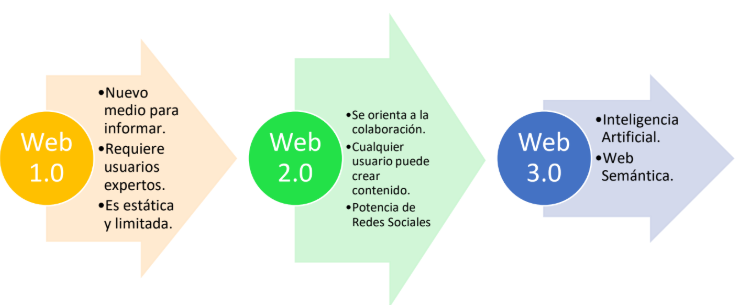 Web
1.0
•Nuevo
medio para
informar.
•Requiere
usuarios
expertos.
•Es estática
y limitada.
Web
2.0
•Se orienta a la
colaboración.
•Cualquier
usuario puede
crear
contenido.
•Potencia de
Redes Sociales
Web
3.0
•Inteligencia
Artificial.
•Web
Semántica.